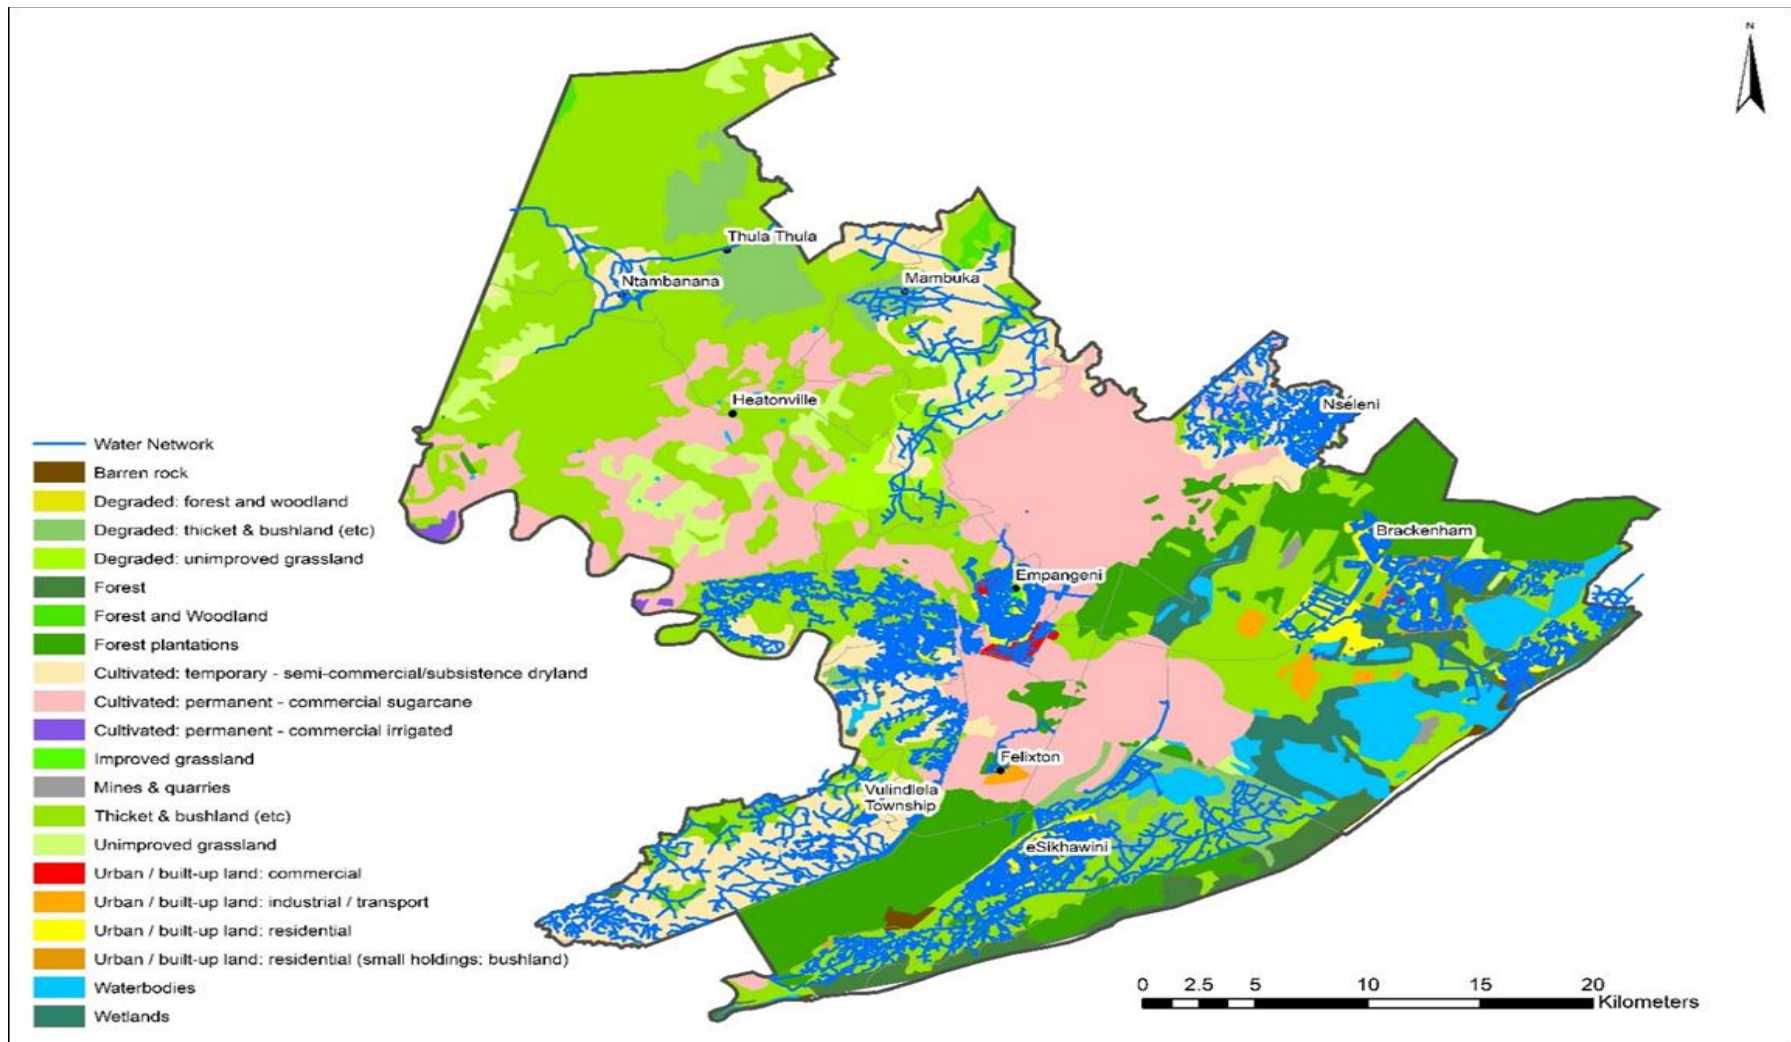 N
Thula Thula
Ntambanana
Mambuka
Heatonville
Nseleni
Brackenham
Empangeni
Felixton
Vulindlela
Township
eSikhawini
Water Network
Barren rock
Degraded: forest and woodland
Degraded: thicket & bushland (etc)
Degraded: unimproved grassland
Forest
Forest and Woodland
Forest plantations
Cultivated: temporary - semi-commercial/subsistence dryland
Cultivated: permanent - commercial sugarcane
Cultivated: permanent - commercial irrigated
Improved grassland
Mines & quarries
Thicket & bushland (etc)
Unimproved grassland
Urban / built-up land: commercial
Urban / built-up land: industrial / transport
Urban / built-up land: residential
Urban / built-up land: residential (small holdings: bushland)
Waterbodies
Wetlands
0 2.5 5 10 15 20
Kilometers